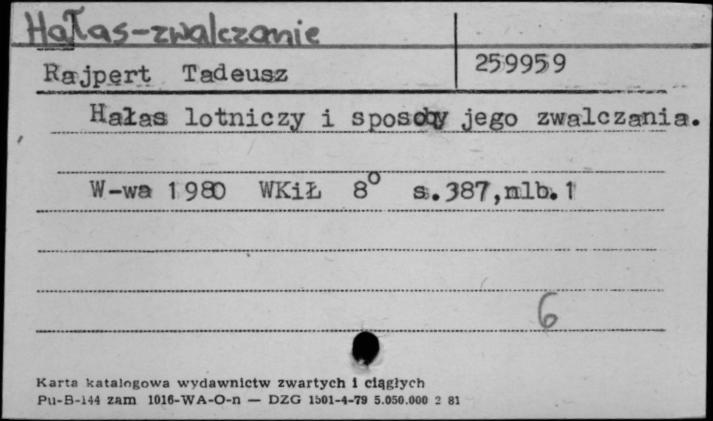 Hałas-zwalczanie
Rajpert Tadeusz 259959
Hałas lotniczy i sposoby jego zwalczania.
W-wa 1980 WKiŁ 8° s.387,nlb.1
6
Karta katalogowa wydawnictw zwartych i ciągłych
Pu-B-144 zam 1016-WA-O-n — DZG 1501-4-79 5.050.000 2 81